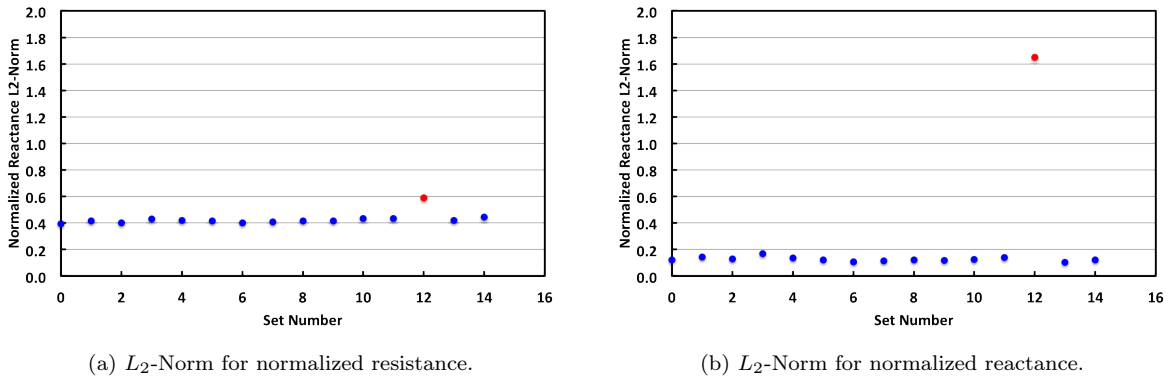 Normalized Reactance L2-Norm
2.0
1.8
1.6
1.4
1.2
1.0
0.8
0.6
0.4
0.2
0.0
0 2 4 6 8 10 12 14 16
Set Number
(a) L2-Norm for normalized resistance.
Normalized Reactance L2-Norm
2.0
1.8
1.6
1.4
1.2
1.0
0.8
0.6
0.4
0.2
0.0
0 2 4 6 8 10 12 14 16
Set Number
(b) L2-Norm for normalized reactance.